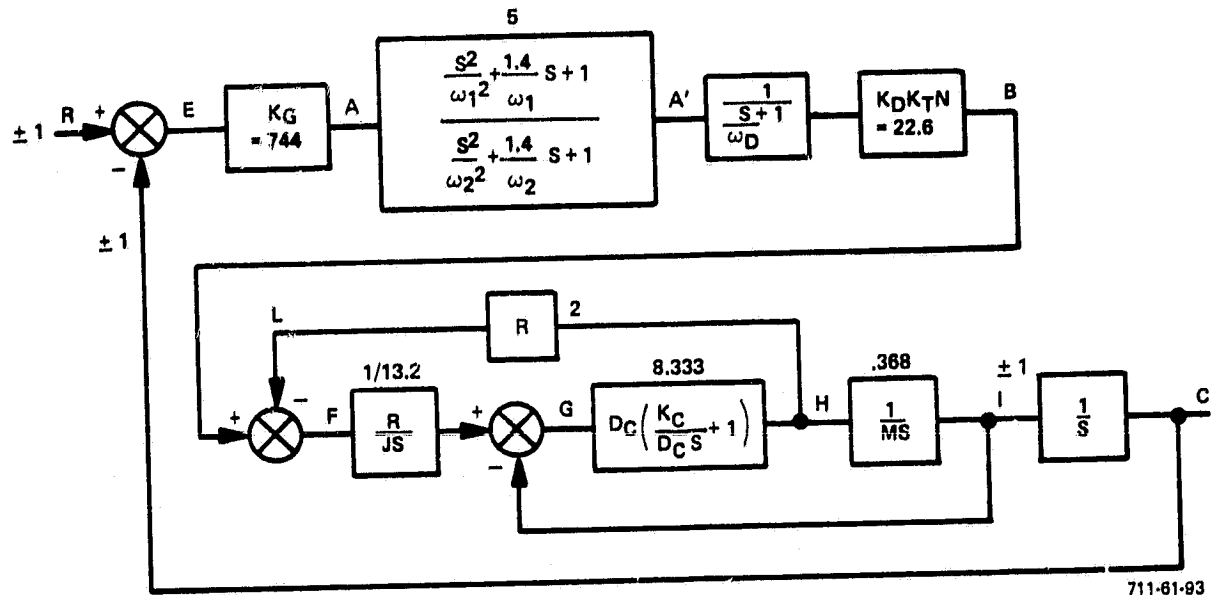 5
± 1 R + E
K_G
= 744
A
S²/ω₁² + 1.4/ω₁ S + 1
S²/ω₂² + 1.4/ω₂ S + 1
A'
1
S/ω_D + 1
K_D K_T N
= 22.6
B
−
± 1
L
R
2
1/13.2
8.333
.368
± 1
+ − F
R/JS
+ − G
D_C (K_C/D_C S + 1)
H
1/MS
I
1/S
C
711-61-93